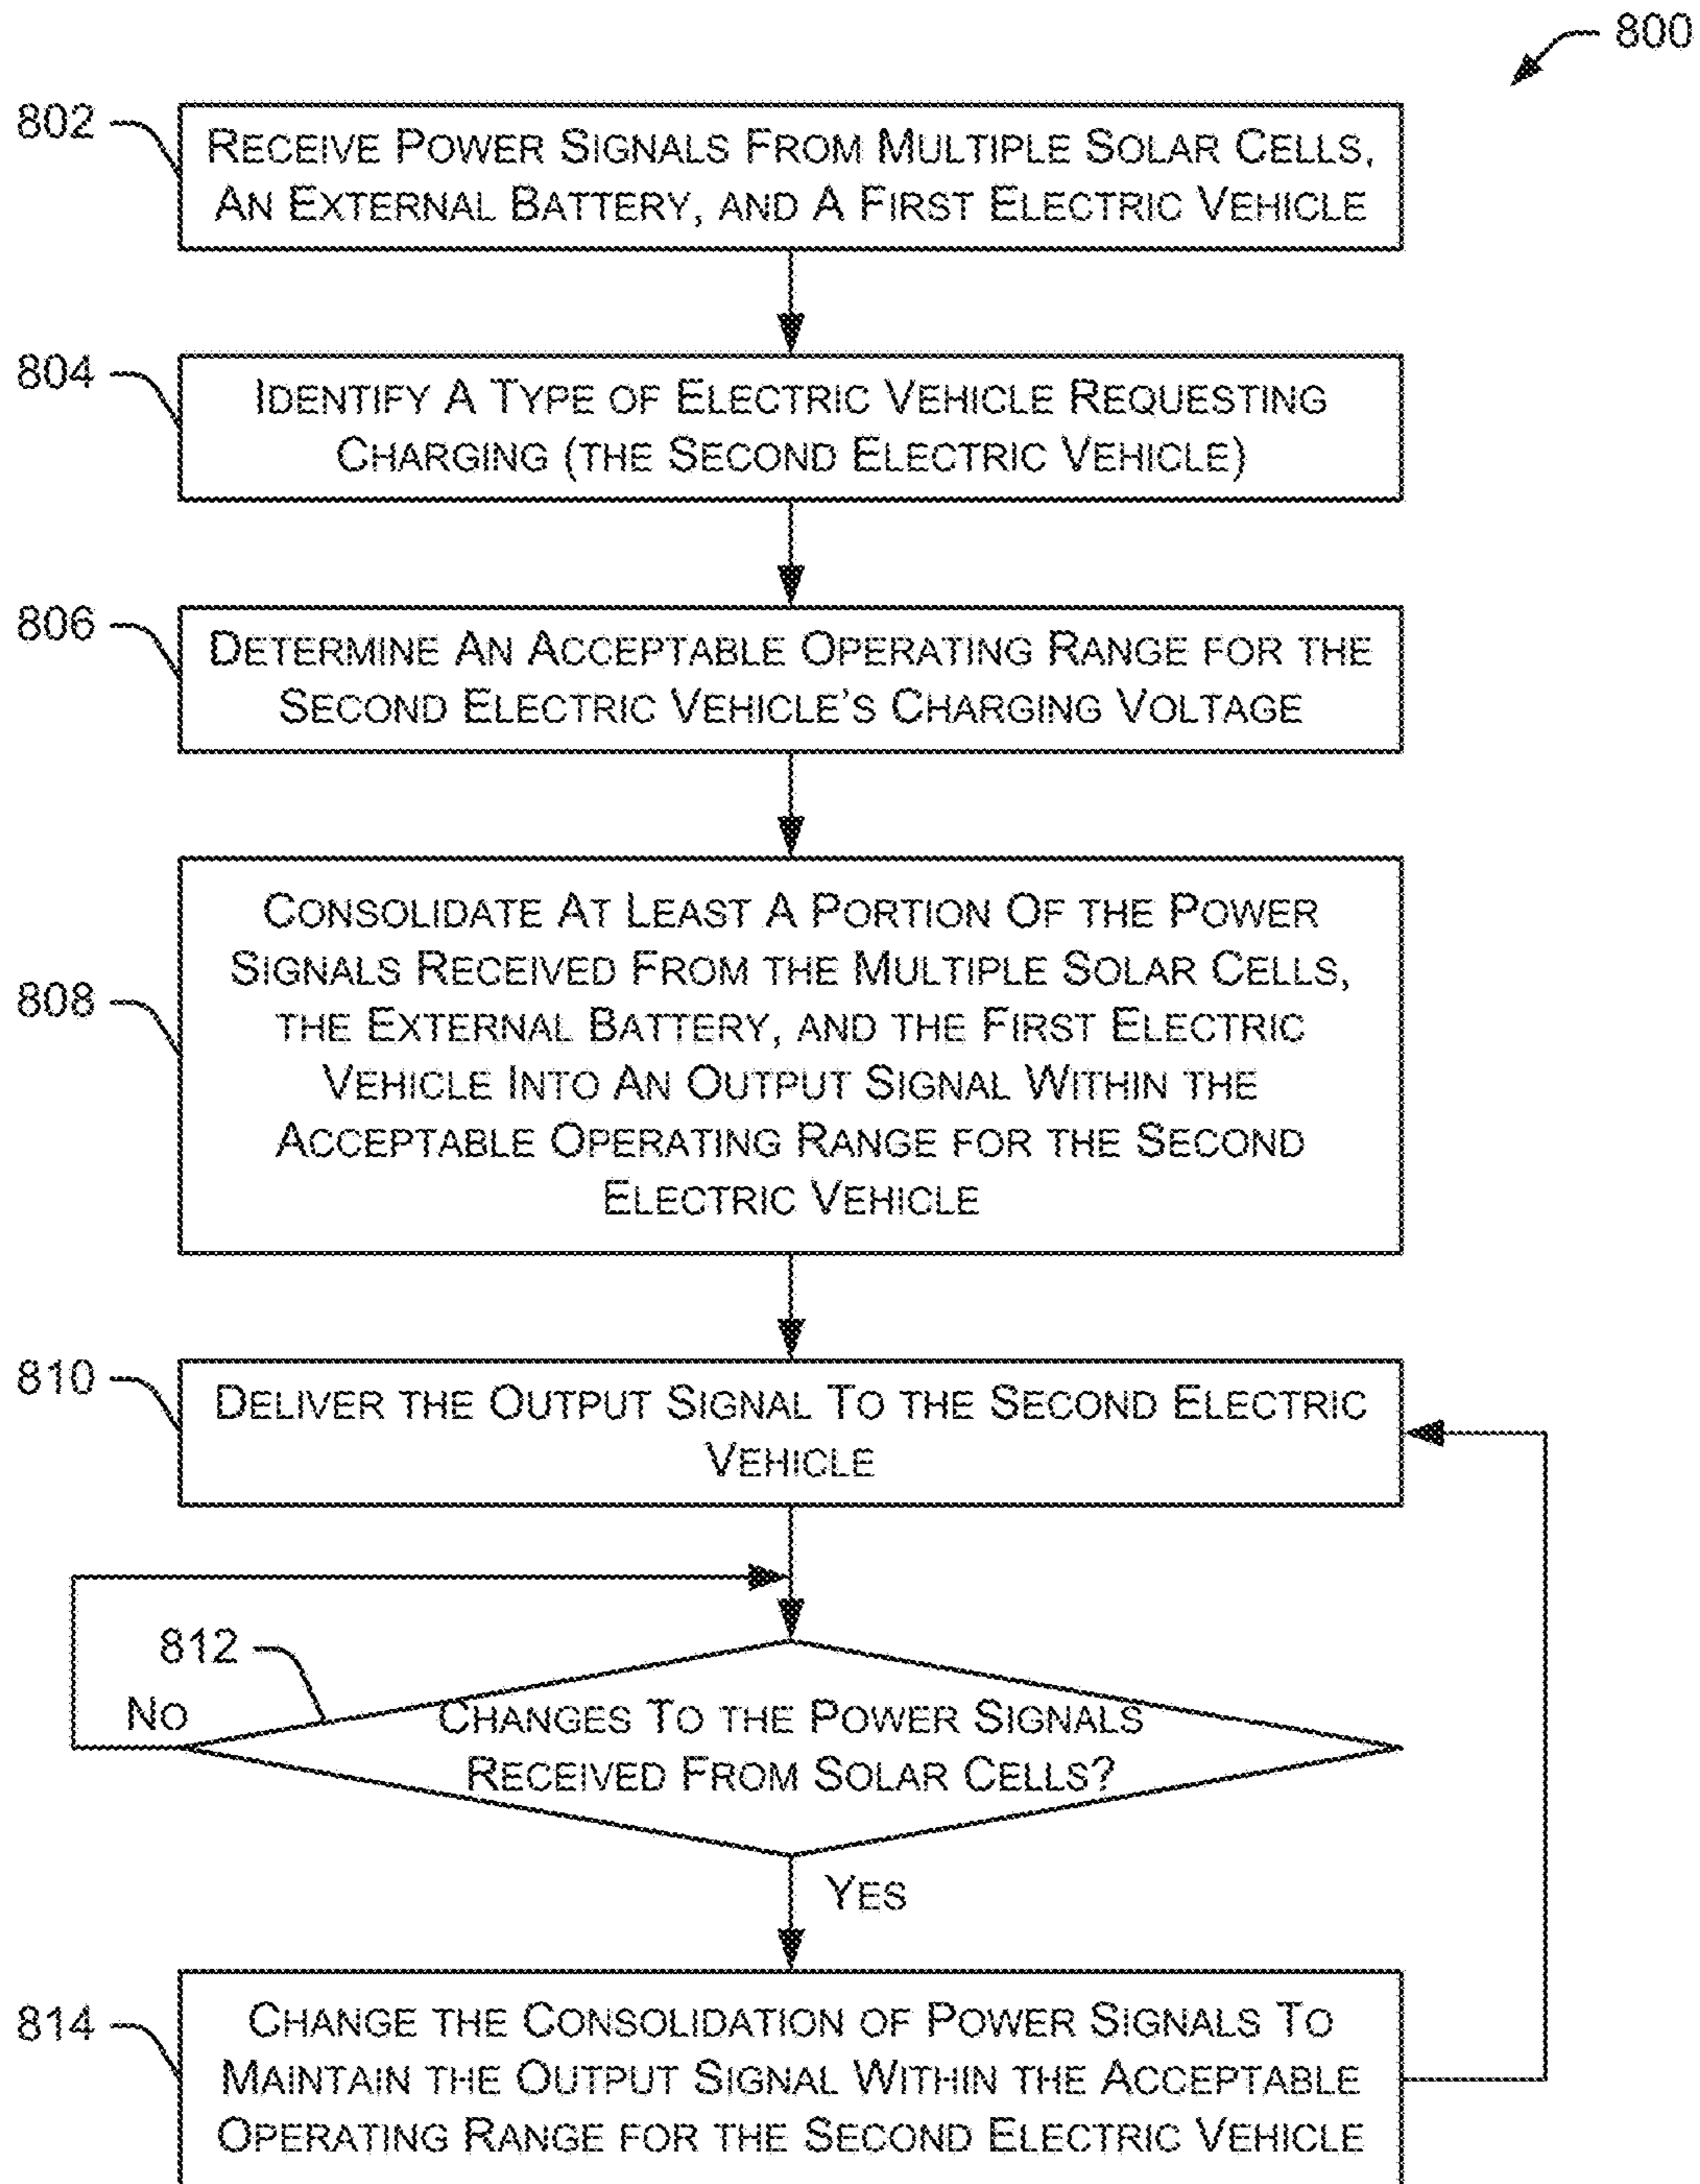 800
802
RECEIVE POWER SIGNALS FROM MULTIPLE SOLAR CELLS,
AN EXTERNAL BATTERY, AND A FIRST ELECTRIC VEHICLE
804
IDENTIFY A TYPE OF ELECTRIC VEHICLE REQUESTING
CHARGING (THE SECOND ELECTRIC VEHICLE)
806
DETERMINE AN ACCEPTABLE OPERATING RANGE FOR THE
SECOND ELECTRIC VEHICLE'S CHARGING VOLTAGE
808
CONSOLIDATE AT LEAST A PORTION OF THE POWER
SIGNALS RECEIVED FROM THE MULTIPLE SOLAR CELLS,
THE EXTERNAL BATTERY, AND THE FIRST ELECTRIC
VEHICLE INTO AN OUTPUT SIGNAL WITHIN THE
ACCEPTABLE OPERATING RANGE FOR THE SECOND
ELECTRIC VEHICLE
810
DELIVER THE OUTPUT SIGNAL TO THE SECOND ELECTRIC
VEHICLE
812
NO
CHANGES TO THE POWER SIGNALS
RECEIVED FROM SOLAR CELLS?
YES
814
CHANGE THE CONSOLIDATION OF POWER SIGNALS TO
MAINTAIN THE OUTPUT SIGNAL WITHIN THE ACCEPTABLE
OPERATING RANGE FOR THE SECOND ELECTRIC VEHICLE